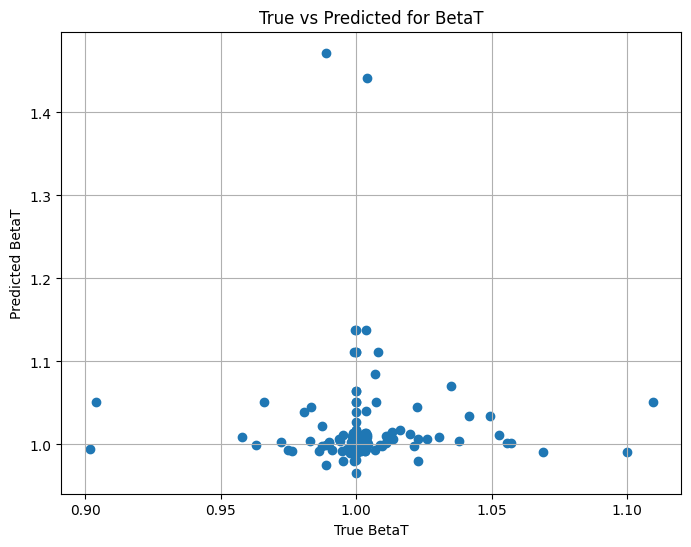 True vs Predicted for BetaT
Predicted BetaT
1.4
1.3
1.2
1.1
1.0
0.90 0.95 1.00 1.05 1.10
True BetaT